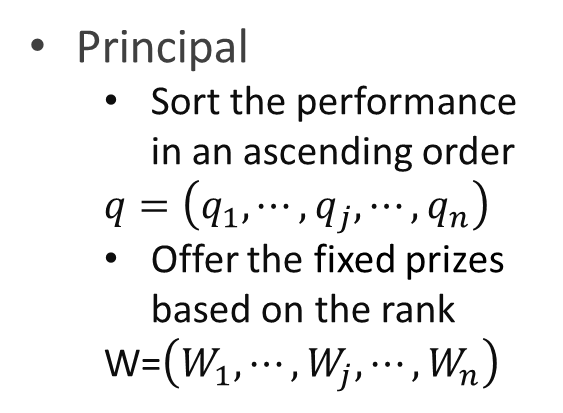 • Principal
• Sort the performance
in an ascending order
q = (q₁, ⋯ , qⱼ, ⋯ , qₙ)
• Offer the fixed prizes
based on the rank
W=(W₁, ⋯ , Wⱼ, ⋯ , Wₙ)